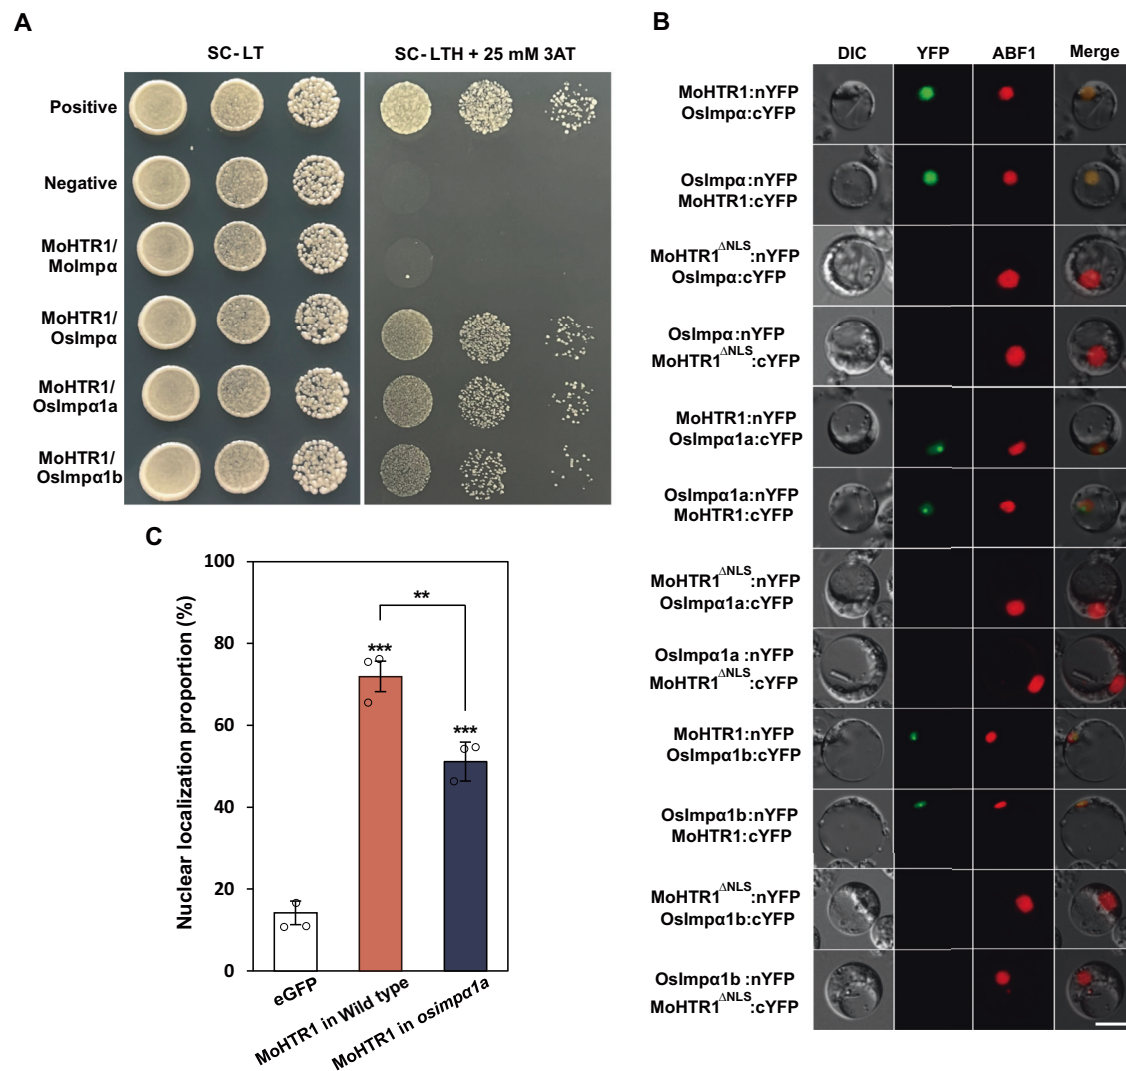 A
SC-LT
SC-LTH + 25 mM 3AT
Positive
Negative
MoHTR1/
MoImpα
MoHTR1/
OsImpα
MoHTR1/
OsImpα1a
MoHTR1/
OsImpα1b
B
DIC YFP ABF1 Merge
MoHTR1:nYFP
OsImpα:cYFP
OsImpα:nYFP
MoHTR1:cYFP
MoHTR1ΔNLS:nYFP
OsImpα:cYFP
OsImpα:nYFP
MoHTR1ΔNLS:cYFP
MoHTR1:nYFP
OsImpα1a:cYFP
OsImpα1a:nYFP
MoHTR1:cYFP
MoHTR1ΔNLS:nYFP
OsImpα1a:cYFP
OsImpα1a:nYFP
MoHTR1ΔNLS:cYFP
MoHTR1:nYFP
OsImpα1b:cYFP
OsImpα1b:nYFP
MoHTR1:cYFP
MoHTR1ΔNLS:nYFP
OsImpα1b:cYFP
OsImpα1b:nYFP
MoHTR1ΔNLS:cYFP
C
Nuclear localization proportion (%)
100
80
60
40
20
0
**
***
***
eGFP
MoHTR1 in Wild type
MoHTR1 in osimpα1a